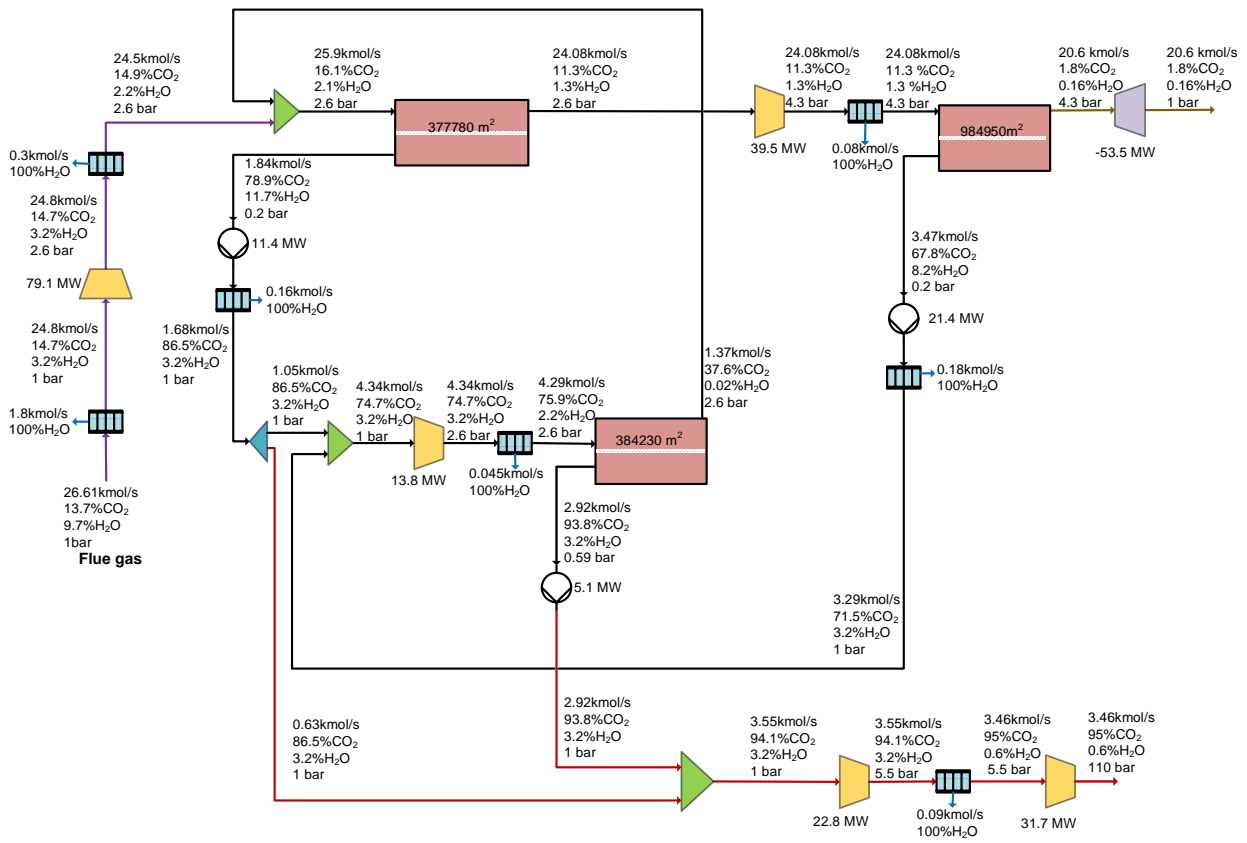 24.5kmol/s
14.9%CO₂
2.2%H₂O
2.6 bar
25.9kmol/s
16.1%CO₂
2.1%H₂O
2.6 bar
24.08kmol/s
11.3%CO₂
1.3%H₂O
2.6 bar
24.08kmol/s
11.3%CO₂
1.3%H₂O
4.3 bar
24.08kmol/s
11.3 %CO₂
1.3 %H₂O
4.3 bar
20.6 kmol/s
1.8%CO₂
0.16%H₂O
4.3 bar
20.6 kmol/s
1.8%CO₂
0.16%H₂O
1 bar
377780 m²
984950m²
39.5 MW
0.08kmol/s
100%H₂O
-53.5 MW
0.3kmol/s
100%H₂O
1.84kmol/s
78.9%CO₂
11.7%H₂O
0.2 bar
24.8kmol/s
14.7%CO₂
3.2%H₂O
2.6 bar
11.4 MW
3.47kmol/s
67.8%CO₂
8.2%H₂O
0.2 bar
79.1 MW
0.16kmol/s
100%H₂O
21.4 MW
24.8kmol/s
14.7%CO₂
3.2%H₂O
1 bar
1.68kmol/s
86.5%CO₂
3.2%H₂O
1 bar
1.05kmol/s
86.5%CO₂
3.2%H₂O
1 bar
4.34kmol/s
74.7%CO₂
3.2%H₂O
1 bar
4.34kmol/s
74.7%CO₂
3.2%H₂O
2.6 bar
4.29kmol/s
75.9%CO₂
2.2%H₂O
2.6 bar
1.37kmol/s
37.6%CO₂
0.02%H₂O
2.6 bar
0.18kmol/s
100%H₂O
1.8kmol/s
100%H₂O
384230 m²
13.8 MW
0.045kmol/s
100%H₂O
26.61kmol/s
13.7%CO₂
9.7%H₂O
1bar
Flue gas
2.92kmol/s
93.8%CO₂
3.2%H₂O
0.59 bar
5.1 MW
3.29kmol/s
71.5%CO₂
3.2%H₂O
1 bar
0.63kmol/s
86.5%CO₂
3.2%H₂O
1 bar
2.92kmol/s
93.8%CO₂
3.2%H₂O
1 bar
3.55kmol/s
94.1%CO₂
3.2%H₂O
1 bar
3.55kmol/s
94.1%CO₂
3.2%H₂O
5.5 bar
3.46kmol/s
95%CO₂
0.6%H₂O
5.5 bar
3.46kmol/s
95%CO₂
0.6%H₂O
110 bar
22.8 MW
0.09kmol/s
100%H₂O
31.7 MW